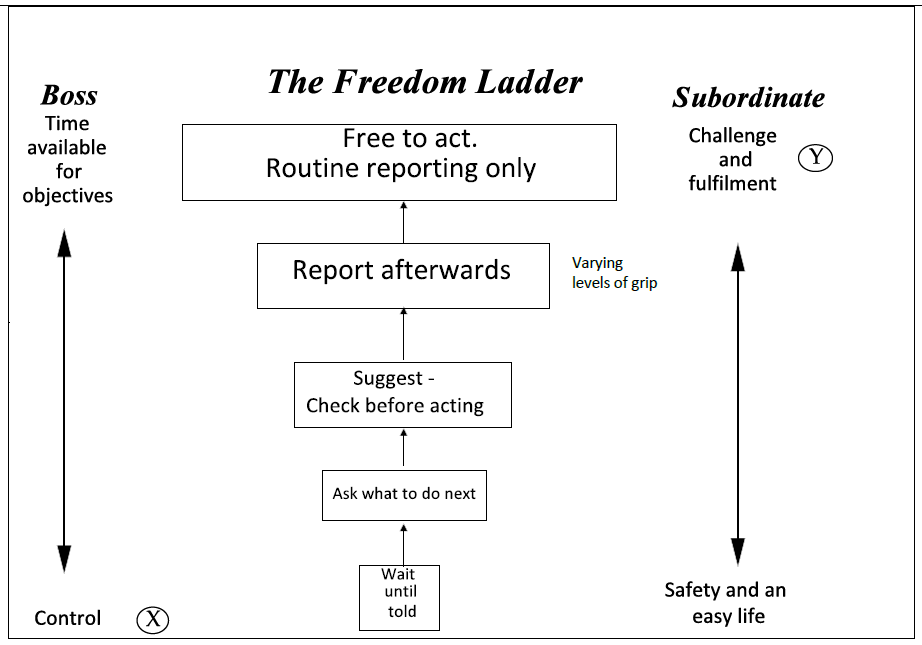 The Freedom Ladder
Boss
Time
available
for
objectives
Control
X
Free to act.
Routine reporting only
Report afterwards
Suggest -
Check before acting
Ask what to do next
Wait
until
told
Varying
levels of grip
Subordinate
Challenge
and
fulfilment
Y
Safety and an
easy life